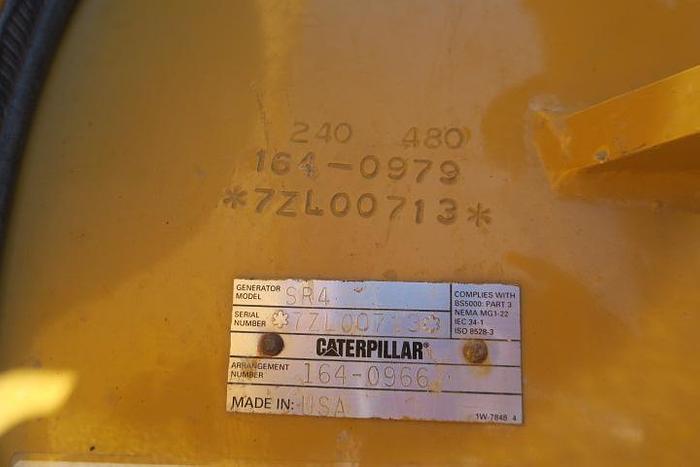 240 480
164-0979
*7ZL00713*
GENERATOR MODEL SR4
COMPLIES WITH
BS5000: PART 3
NEMA MG1-22
IEC 34-1
ISO 8528-3
SERIAL NUMBER *7ZL00713*
CATERPILLAR®
ARRANGEMENT NUMBER 164-0966
MADE IN: USA
1W-7848 4